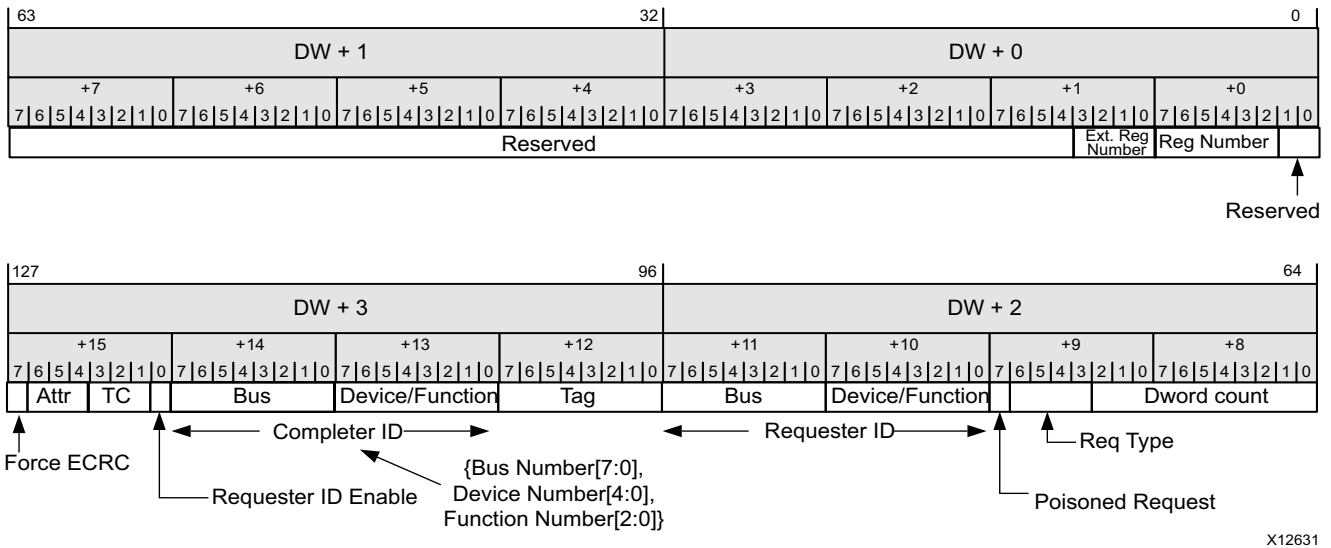 63 32 0
DW + 1 DW + 0
+7 +6 +5 +4 +3 +2 +1 +0
7 6 5 4 3 2 1 0 7 6 5 4 3 2 1 0 7 6 5 4 3 2 1 0 7 6 5 4 3 2 1 0 7 6 5 4 3 2 1 0 7 6 5 4 3 2 1 0 7 6 5 4 3 2 1 0 7 6 5 4 3 2 1 0
Reserved Ext. Reg Number Reg Number
Reserved
127 96 64
DW + 3 DW + 2
+15 +14 +13 +12 +11 +10 +9 +8
7 6 5 4 3 2 1 0 7 6 5 4 3 2 1 0 7 6 5 4 3 2 1 0 7 6 5 4 3 2 1 0 7 6 5 4 3 2 1 0 7 6 5 4 3 2 1 0 7 6 5 4 3 2 1 0 7 6 5 4 3 2 1 0
Attr TC Bus Device/Function Tag Bus Device/Function Dword count
Completer ID Requester ID
Req Type
Force ECRC
Requester ID Enable
{Bus Number[7:0],
Device Number[4:0],
Function Number[2:0]}
Poisoned Request
X12631